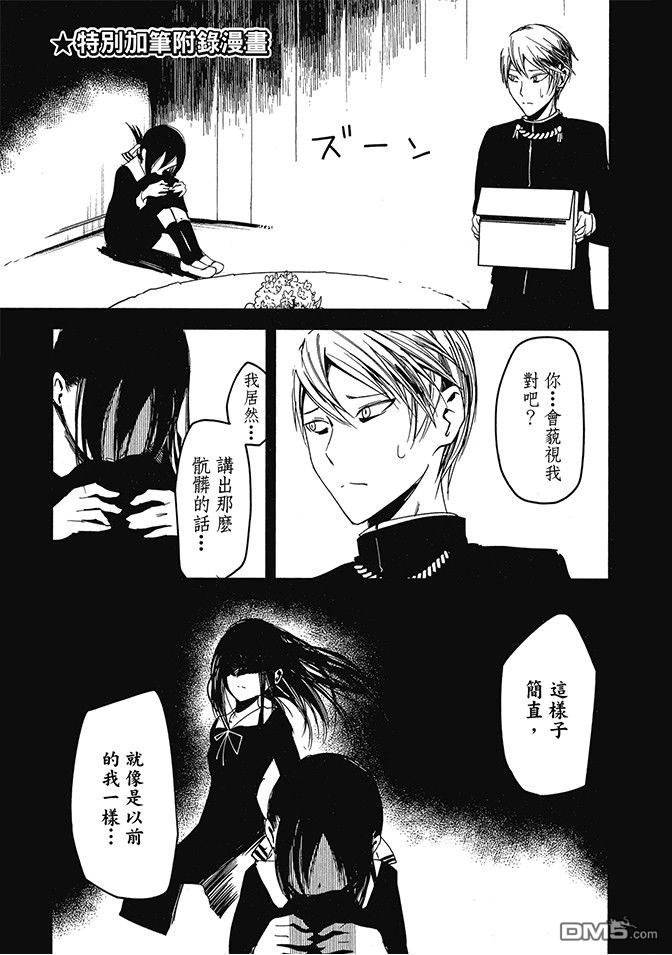 ★特別加筆附錄漫畫
ズーン
你…會藐視我
對吧？
我居然…
講出那麼
骯髒的話…
這樣子
簡直，
就像是以前
的我一樣…
DM5.com